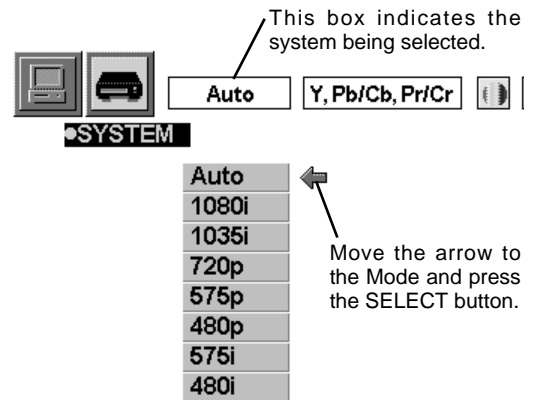 This box indicates the
system being selected.
Auto
Y, Pb/Cb, Pr/Cr
●SYSTEM
Auto
1080i
1035i
720p
575p
480p
575i
480i
Move the arrow to
the Mode and press
the SELECT button.